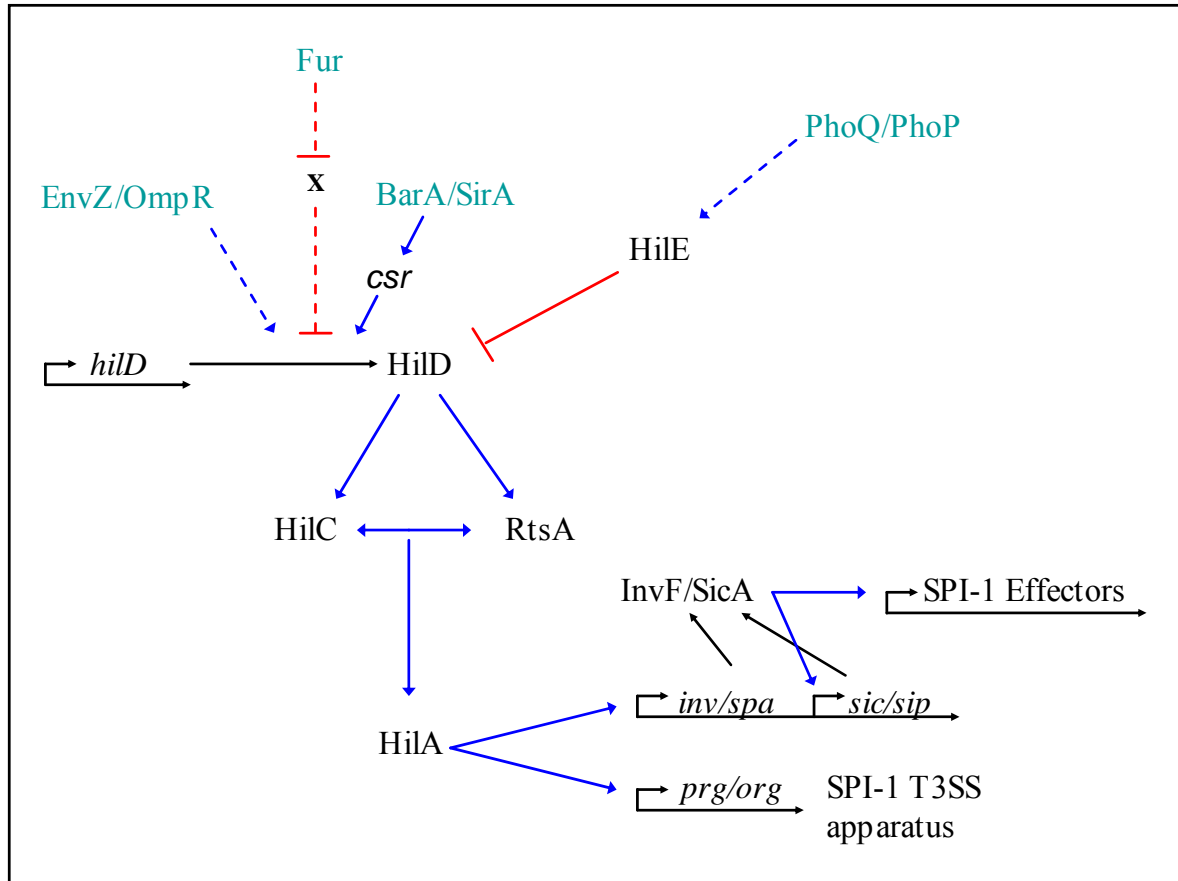 Fur
PhoQ/PhoP
x
EnvZ/OmpR
BarA/SirA
HilE
csr
hilD
HilD
HilC
RtsA
InvF/SicA
SPI-1 Effectors
inv/spa
sic/sip
HilA
prg/org
SPI-1 T3SS
apparatus